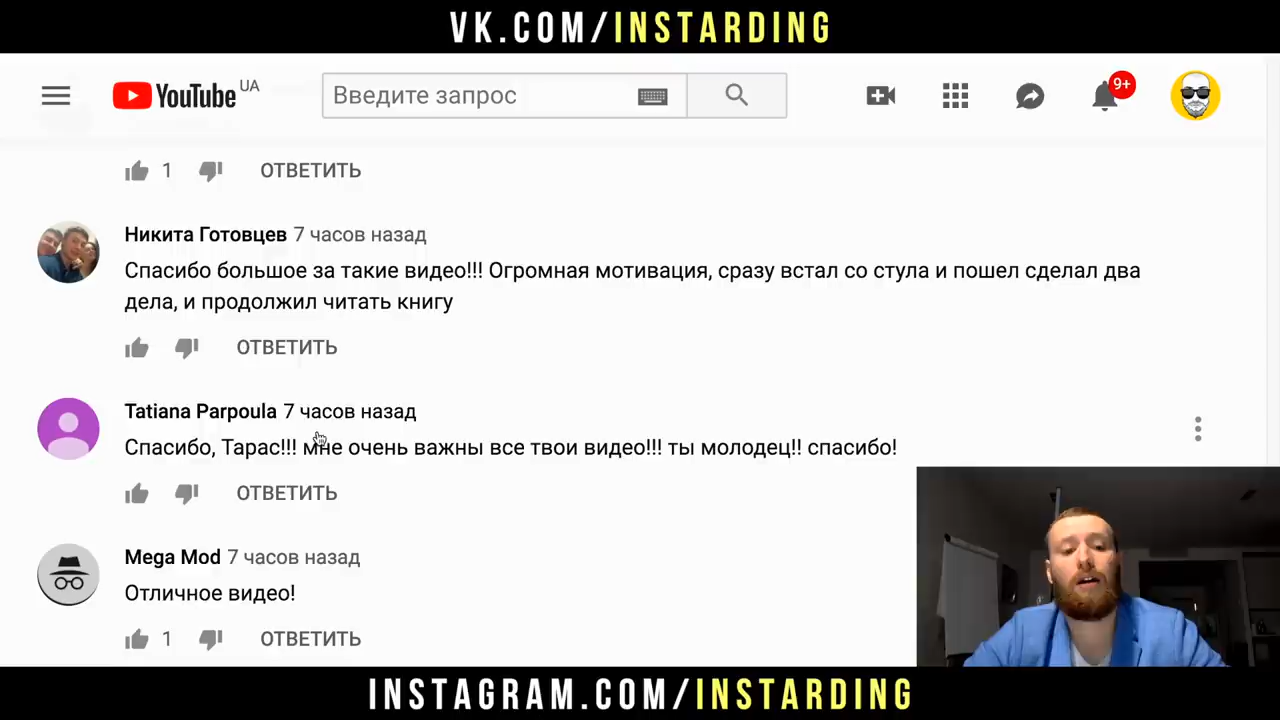 VK.COM/INSTARDING
YouTube UA
Введите запрос
9+
1 ОТВЕТИТЬ
Никита Готовцев 7 часов назад
Спасибо большое за такие видео!!! Огромная мотивация, сразу встал со стула и пошел сделал два
дела, и продолжил читать книгу
ОТВЕТИТЬ
Tatiana Parpoula 7 часов назад
Спасибо, Тарас!!! мне очень важны все твои видео!!! ты молодец!! спасибо!
ОТВЕТИТЬ
Mega Mod 7 часов назад
Отличное видео!
1 ОТВЕТИТЬ
INSTAGRAM.COM/INSTARDING